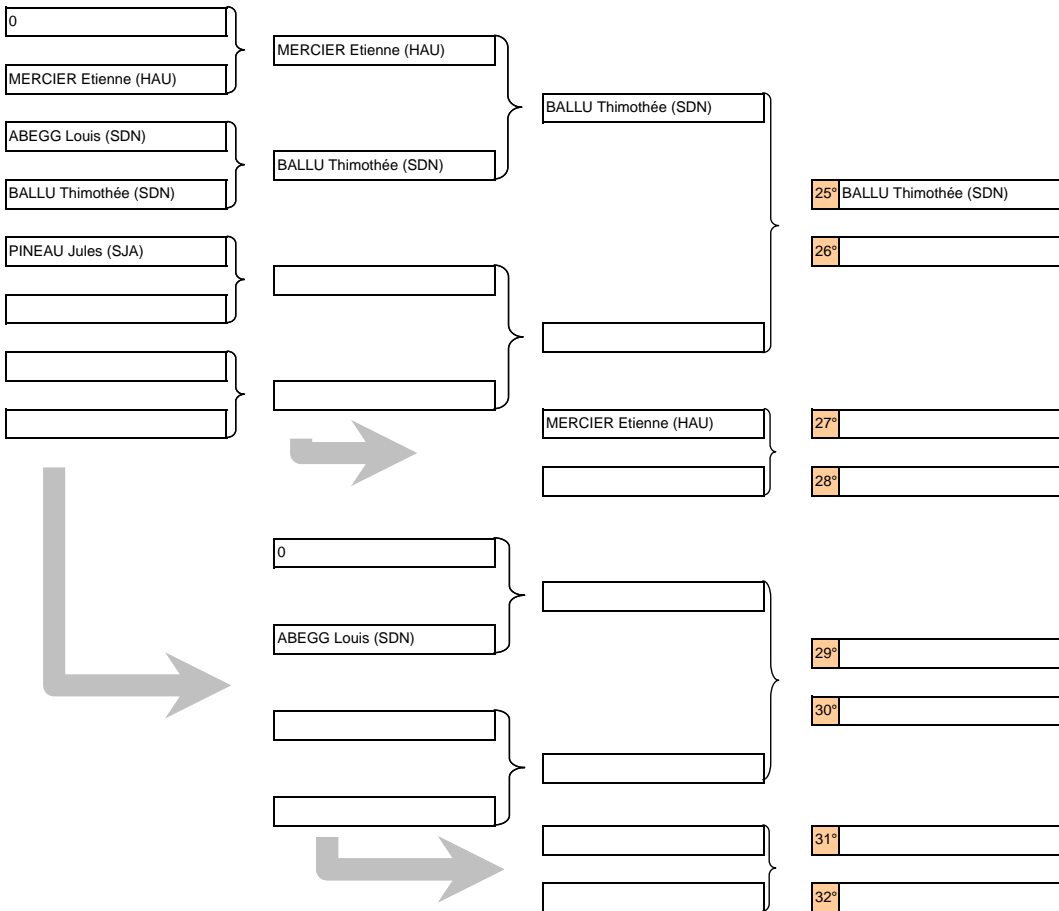 0
MERCIER Etienne (HAU)
MERCIER Etienne (HAU)
BALLU Thimothée (SDN)
ABEGG Louis (SDN)
BALLU Thimothée (SDN)
BALLU Thimothée (SDN)
25° BALLU Thimothée (SDN)
PINEAU Jules (SJA)
26°
MERCIER Etienne (HAU)
27°
28°
0
ABEGG Louis (SDN)
29°
30°
31°
32°